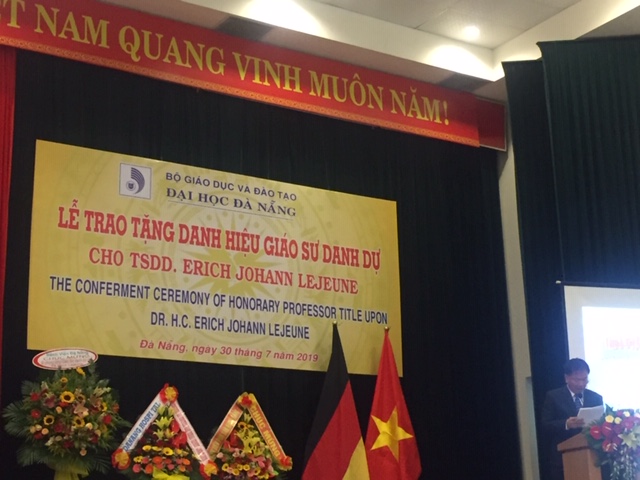 ỆT NAM QUANG VINH MUÔN NĂM!
BỘ GIÁO DỤC VÀ ĐÀO TẠO
ĐẠI HỌC ĐÀ NẴNG
LỄ TRAO TẶNG DANH HIỆU GIÁO SƯ DANH DỰ
CHO TSDD. ERICH JOHANN LEJEUNE
THE CONFERMENT CEREMONY OF HONORARY PROFESSOR TITLE UPON
DR. H.C. ERICH JOHANN LEJEUNE
Đà Nẵng, ngày 30 tháng 7 năm 2019